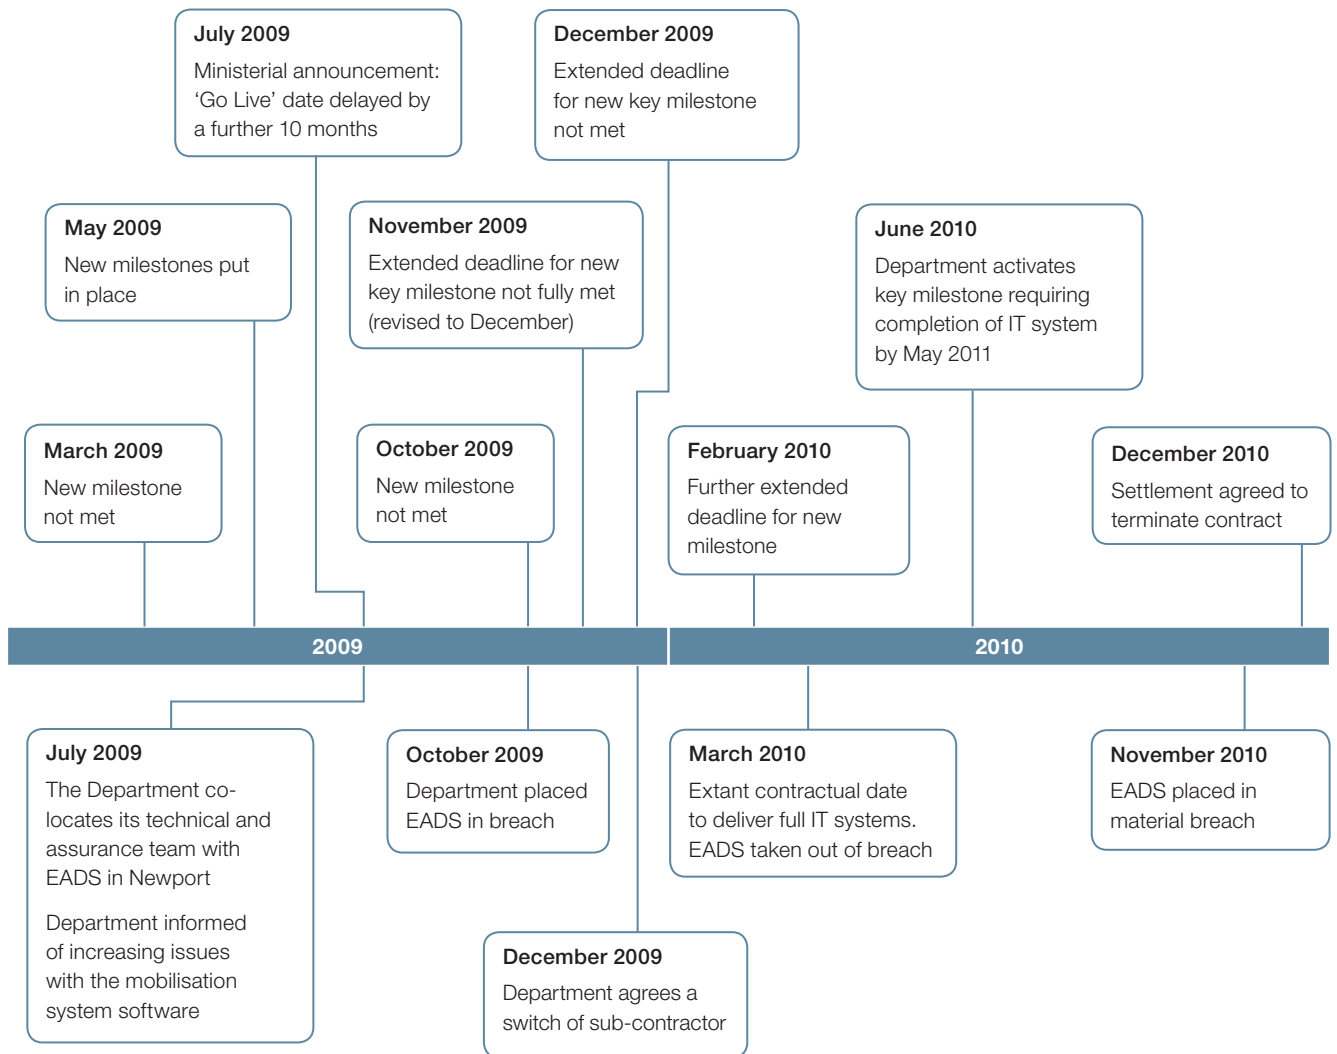 July 2009
Ministerial announcement:
‘Go Live’ date delayed by
a further 10 months
December 2009
Extended deadline
for new key milestone
not met
May 2009
New milestones put
in place
November 2009
Extended deadline for new
key milestone not fully met
(revised to December)
June 2010
Department activates
key milestone requiring
completion of IT system
by May 2011
March 2009
New milestone
not met
October 2009
New milestone
not met
February 2010
Further extended
deadline for new
milestone
December 2010
Settlement agreed to
terminate contract
2009
2010
July 2009
The Department co-
locates its technical and
assurance team with
EADS in Newport
Department informed
of increasing issues
with the mobilisation
system software
October 2009
Department placed
EADS in breach
December 2009
Department agrees a
switch of sub-contractor
March 2010
Extant contractual date
to deliver full IT systems.
EADS taken out of breach
November 2010
EADS placed in
material breach